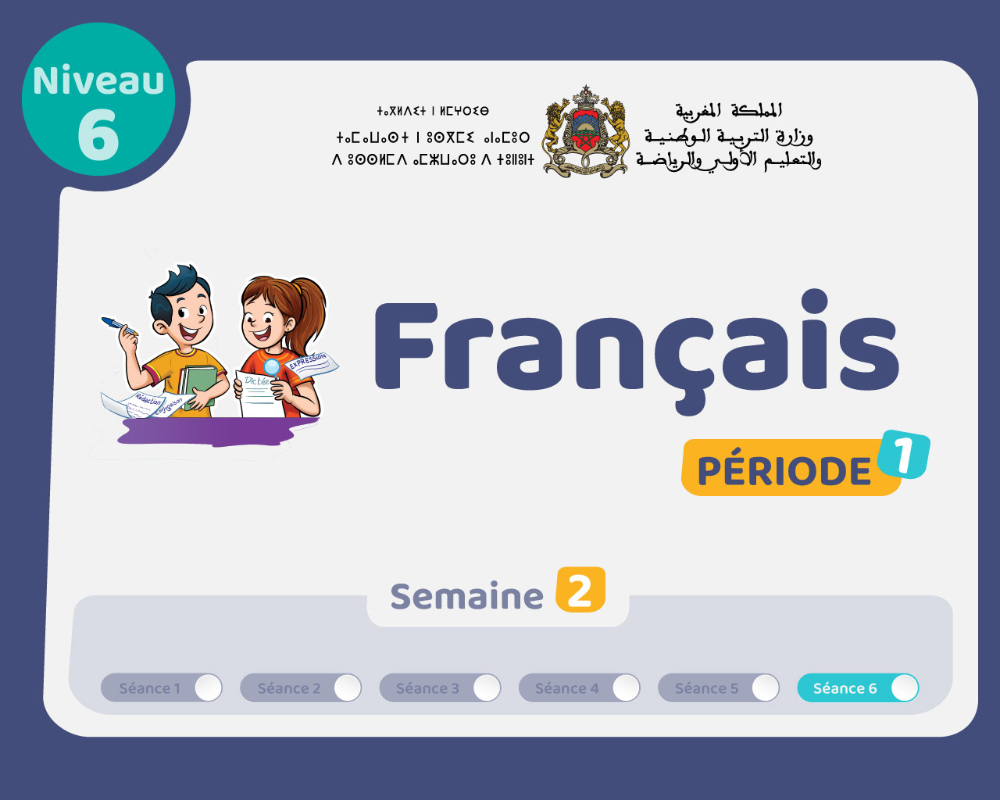 Niveau
6
ⵜⴰⴳⵍⴷⵉⵜ ⵏ ⵍⵎⵖⵔⵉⴱ
ⵜⴰⵎⴰⵡⴰⵙⵜ ⵏ ⵓⵙⴳⵎⵉ ⴰⵏⴰⵎⵓⵔ
ⴷ ⵓⵙⵙⵍⵎⴷ ⴰⵎⵣⵡⴰⵔⵓ ⴷ ⵜⵓⵏⵏⵓⵏⵜ
المملكة المغربية
وزارة التربية الوطنية
والتعليم الأولي والرياضة
EXPRESSION
Dictée
Rédaction
Conjugaison
Français
PÉRIODE 1
Semaine 2
Séance 1 Séance 2 Séance 3 Séance 4 Séance 5 Séance 6